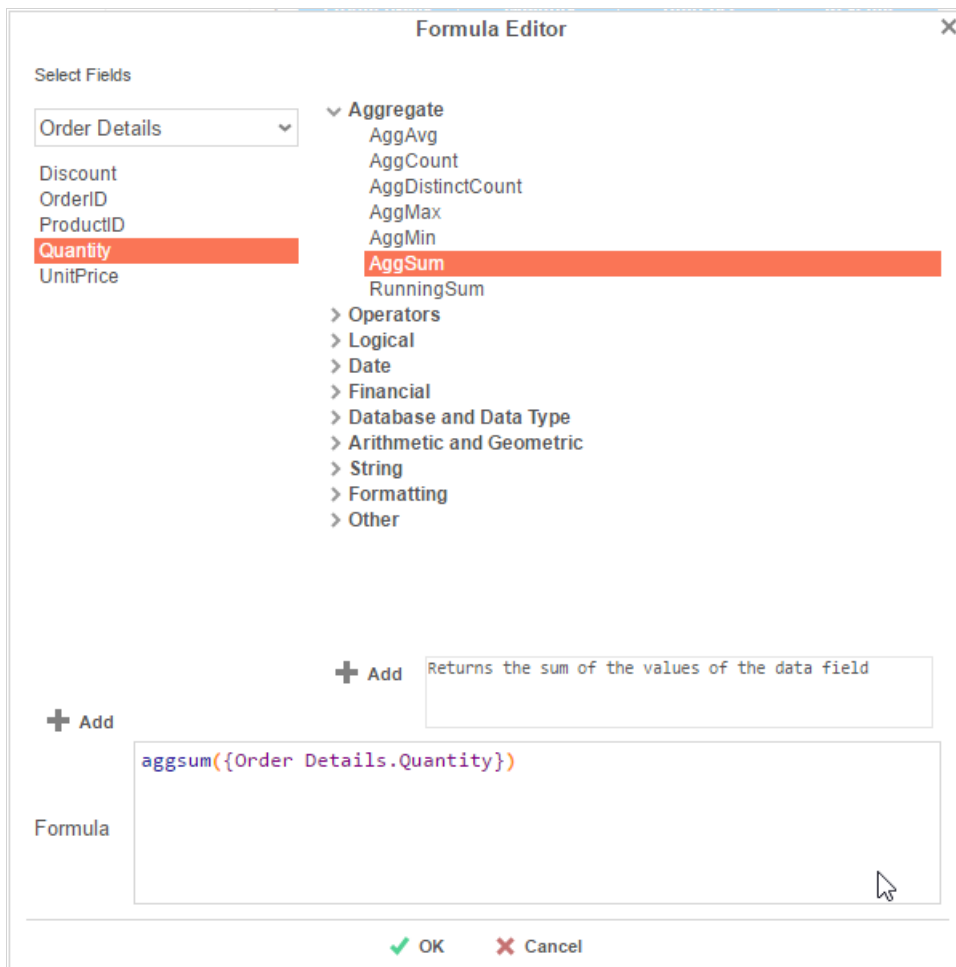 Formula Editor
Select Fields
Order Details
Discount
OrderID
ProductID
Quantity
UnitPrice
Aggregate
AggAvg
AggCount
AggDistinctCount
AggMax
AggMin
AggSum
RunningSum
Operators
Logical
Date
Financial
Database and Data Type
Arithmetic and Geometric
String
Formatting
Other
Add
Returns the sum of the values of the data field
Add
Formula
aggsum({Order Details.Quantity})
OK
Cancel